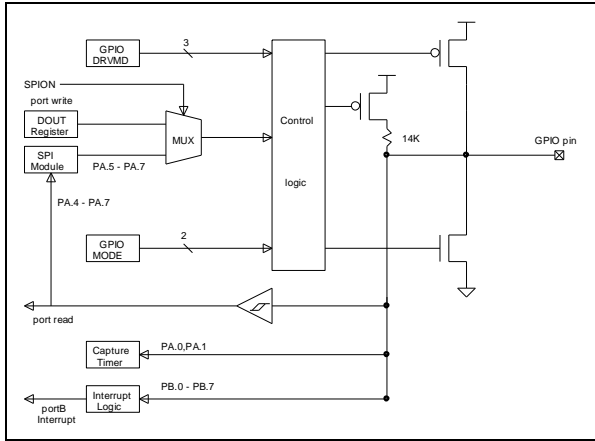 GPIO
DRVMD
3
SPION
port write
DOUT
Register
MUX
SPI
Module
PA.5 - PA.7
PA.4 - PA.7
Control
logic
14K
GPIO pin
GPIO
MODE
2
port read
Capture
Timer
PA.0,PA.1
Interrupt
Logic
PB.0 - PB.7
portB
Interrupt